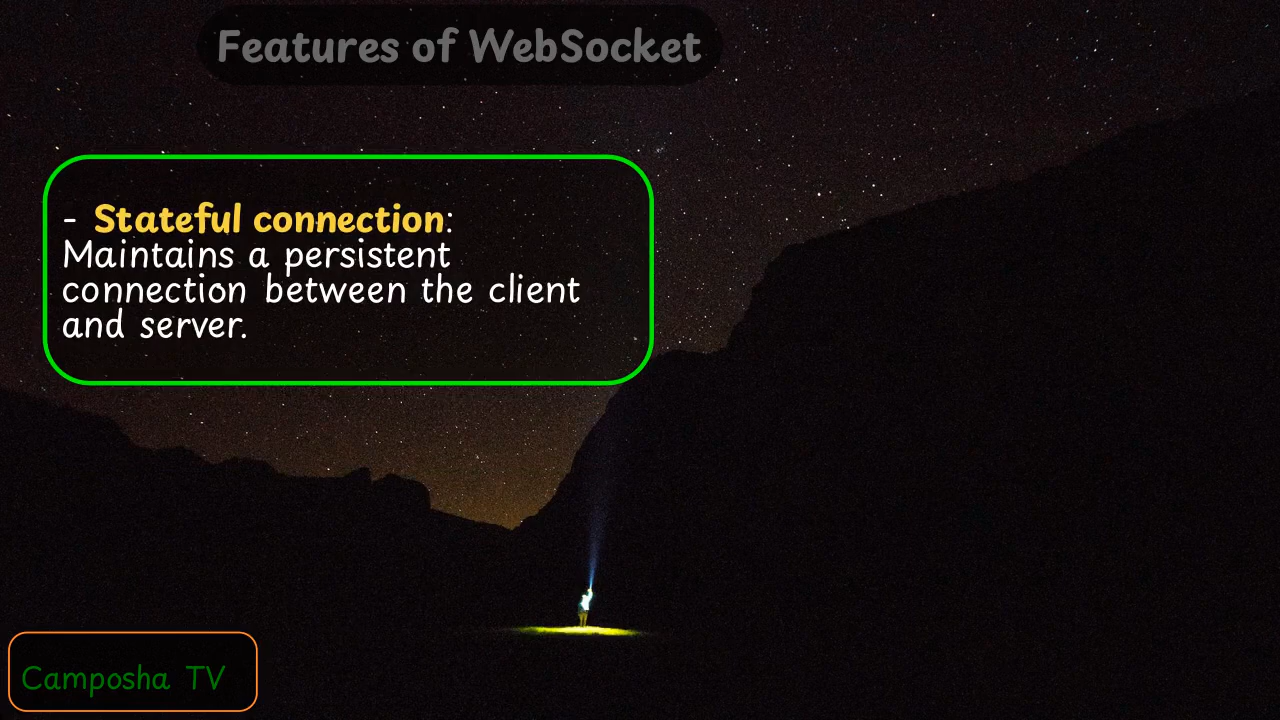 Features of WebSocket
- Stateful connection:
Maintains a persistent
connection between the client
and server.
Camposha TV